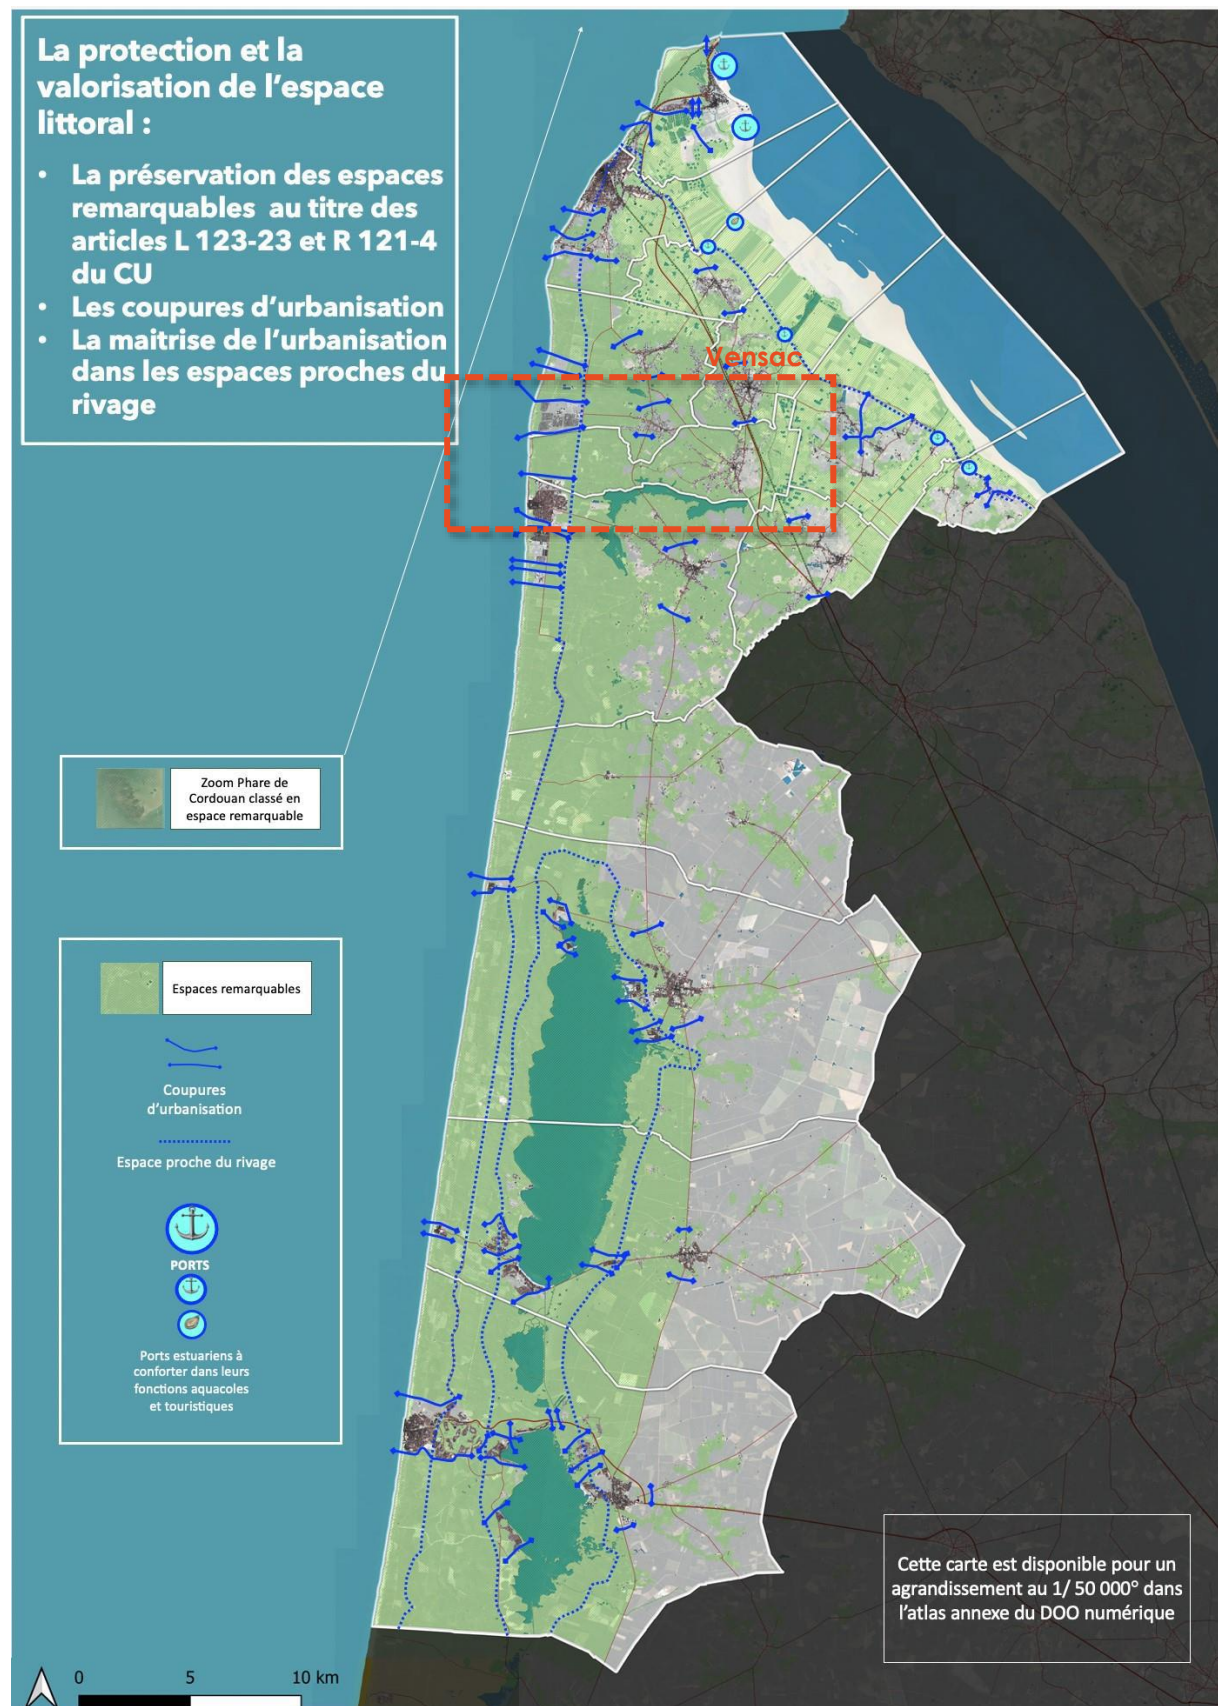 La protection et la
valorisation de l’espace
littoral :
• La préservation des espaces
remarquables au titre des
articles L 123-23 et R 121-4
du CU
• Les coupures d’urbanisation
• La maitrise de l’urbanisation
dans les espaces proches du
rivage
Vensac
Zoom Phare de
Cordouan classé en
espace remarquable
Espaces remarquables
Coupures
d’urbanisation
Espace proche du rivage
PORTS
Ports estuariens à
conforter dans leurs
fonctions aquacoles
et touristiques
Cette carte est disponible pour un
agrandissement au 1/ 50 000° dans
l’atlas annexe du DOO numérique
0 5 10 km